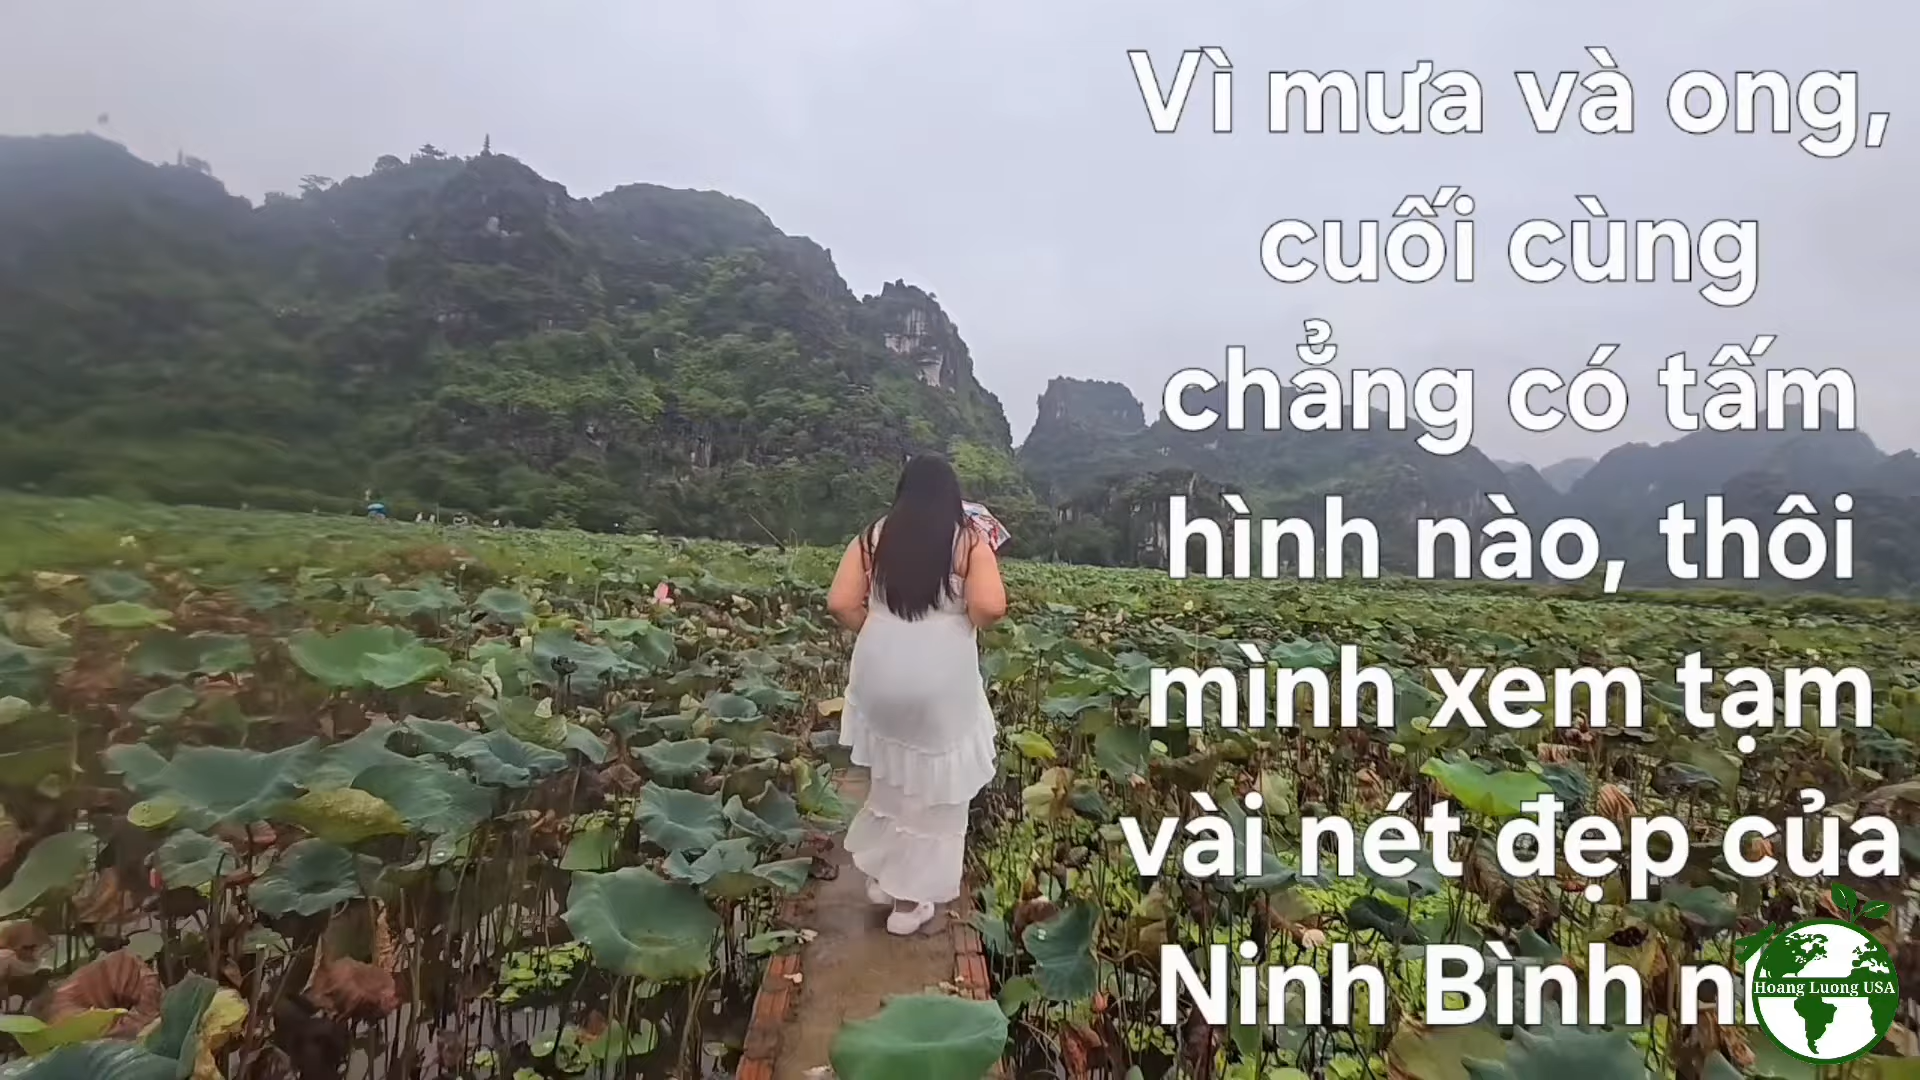 Vì mưa và ong,
cuối cùng
chẳng có tấm
hình nào, thôi
mình xem tạm
vài nét đẹp của
Ninh Bình
Hoang Luong USA